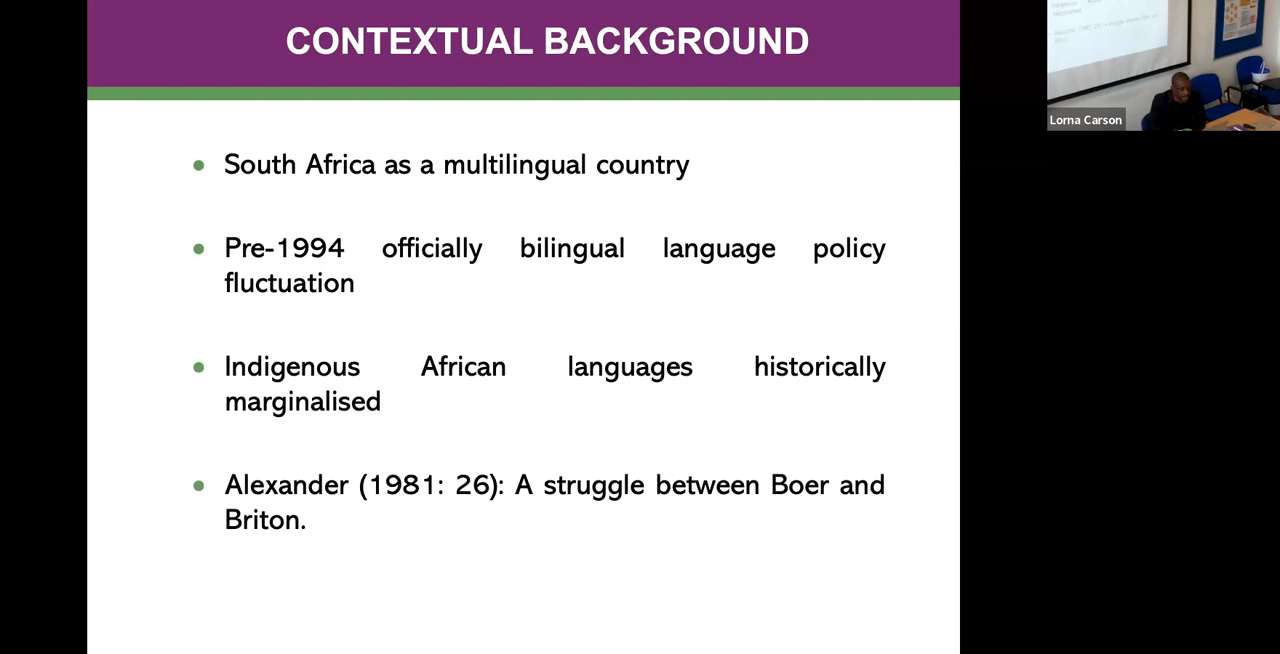 CONTEXTUAL BACKGROUND
South Africa as a multilingual country
Pre-1994 officially bilingual language policy
fluctuation
Indigenous African languages historically
marginalised
Alexander (1981: 26): A struggle between Boer and
Briton.
Lorna Carson